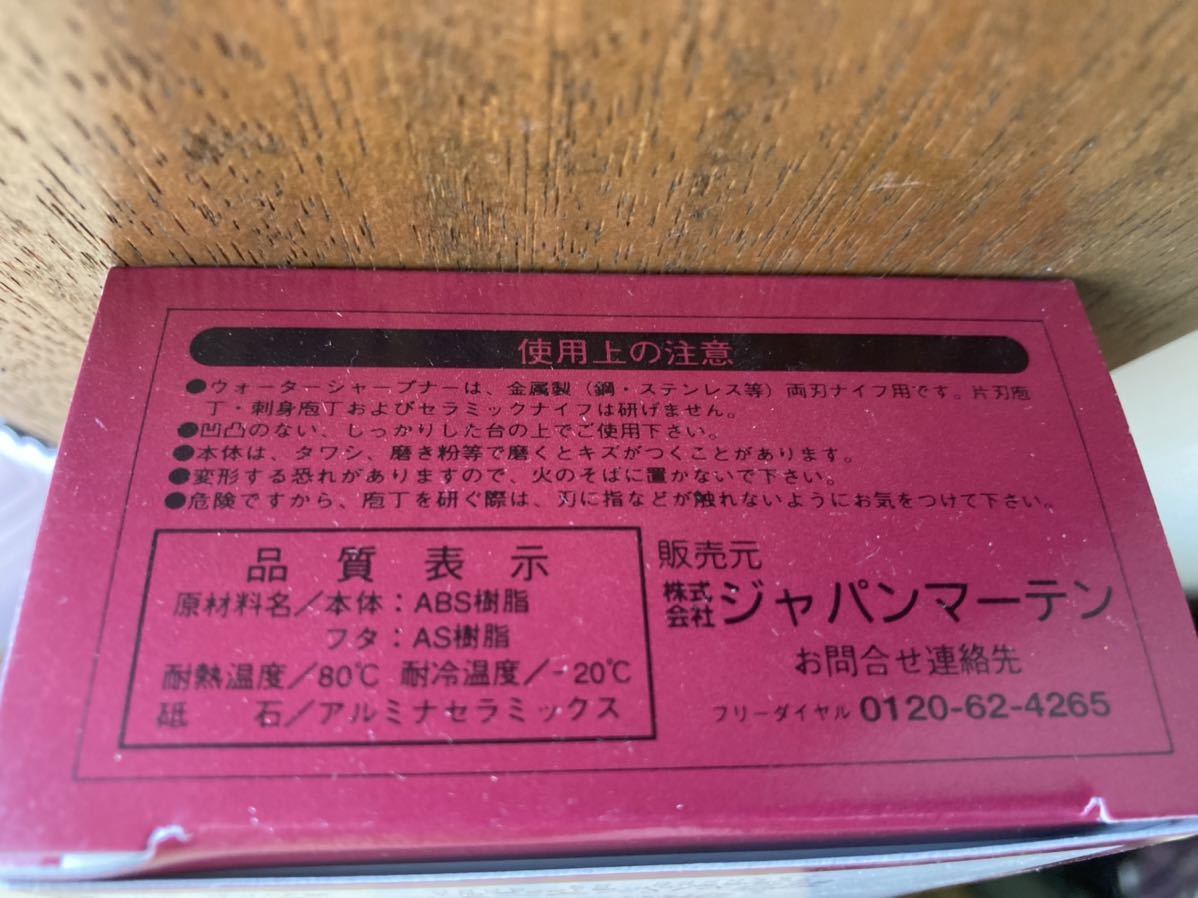 使用上の注意
●ウォーターシャープナーは、金属製（鋼・ステンレス等）両刃ナイフ用です。片刃庖
丁・刺身庖丁およびセラミックナイフは研げません。
●凹凸のない、しっかりした台の上でご使用下さい。
●本体は、タワシ、磨き粉等で磨くとキズがつくことがあります。
●変形する恐れがありますので、火のそばに置かないで下さい。
●危険ですから、庖丁を研ぐ際は、刃に指などが触れないようにお気をつけて下さい。
品質表示
原材料名／本体：ABS樹脂
フタ：AS樹脂
耐熱温度／80℃ 耐冷温度／-20℃
砥 石／アルミナセラミックス
販売元
株式会社ジャパンマーテン
お問合せ連絡先
フリーダイヤル 0120-62-4265